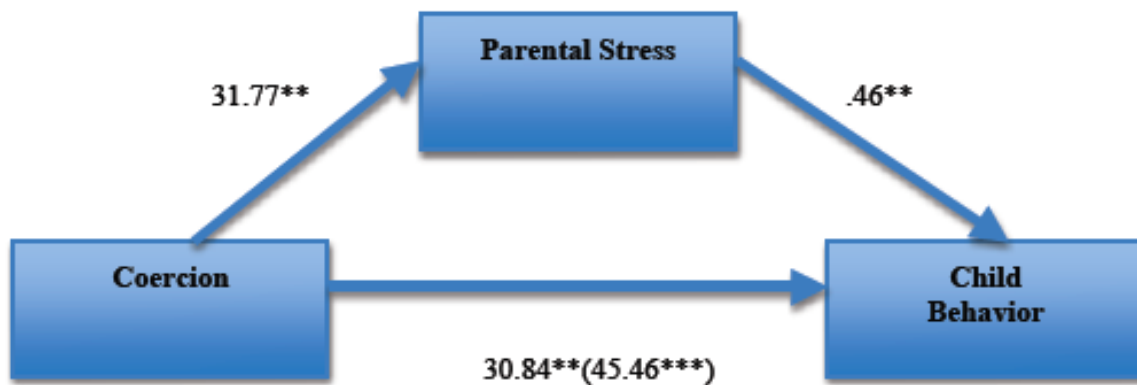 Parental Stress
31.77**
.46**
Coercion
Child
Behavior
30.84**(45.46***)